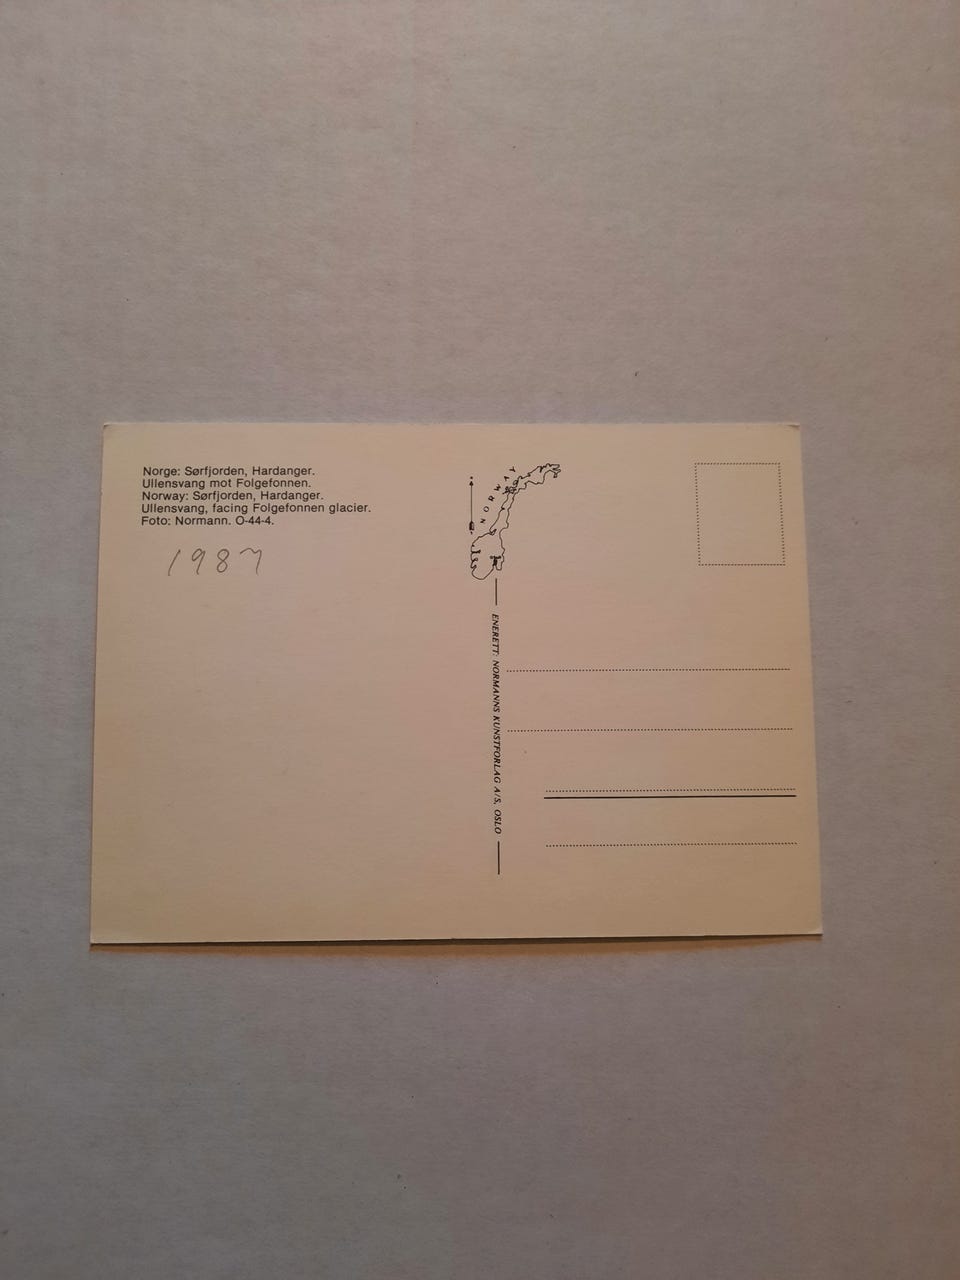 Norge: Sørfjorden, Hardanger.
Ullensvang mot Folgefonnen.
Norway: Sørfjorden, Hardanger.
Ullensvang, facing Folgefonnen glacier.
Foto: Normann. O-44-4.
1987
NORWAY
ENERETT: NORMANNS KUNSTFORLAG A/S, OSLO